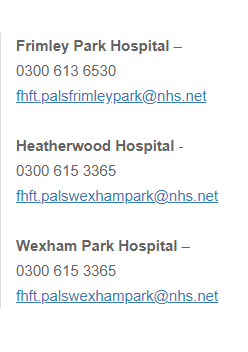 Frimley Park Hospital –
0300 613 6530
fhft.palsfrimleypark@nhs.net
Heatherwood Hospital -
0300 615 3365
fhft.palswexhampark@nhs.net
Wexham Park Hospital –
0300 615 3365
fhft.palswexhampark@nhs.net